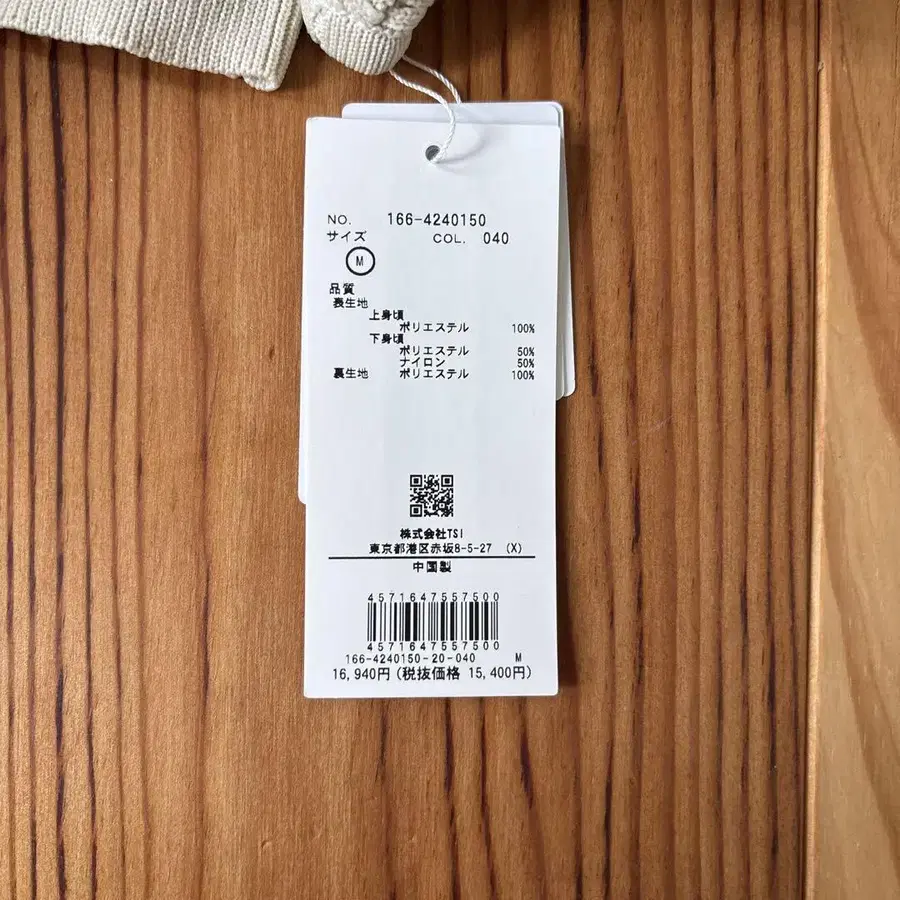 NO. 166-4240150
サイズ COL. 040
M
品質
表生地
上身頃
ポリエステル 100%
下身頃
ポリエステル 50%
ナイロン 50%
裏生地 ポリエステル 100%
株式会社TSI
東京都港区赤坂8-5-27 (X)
中国製
4571647557500
4571647557500
166-4240150-20-040 M
16,940円(税抜価格 15,400円)